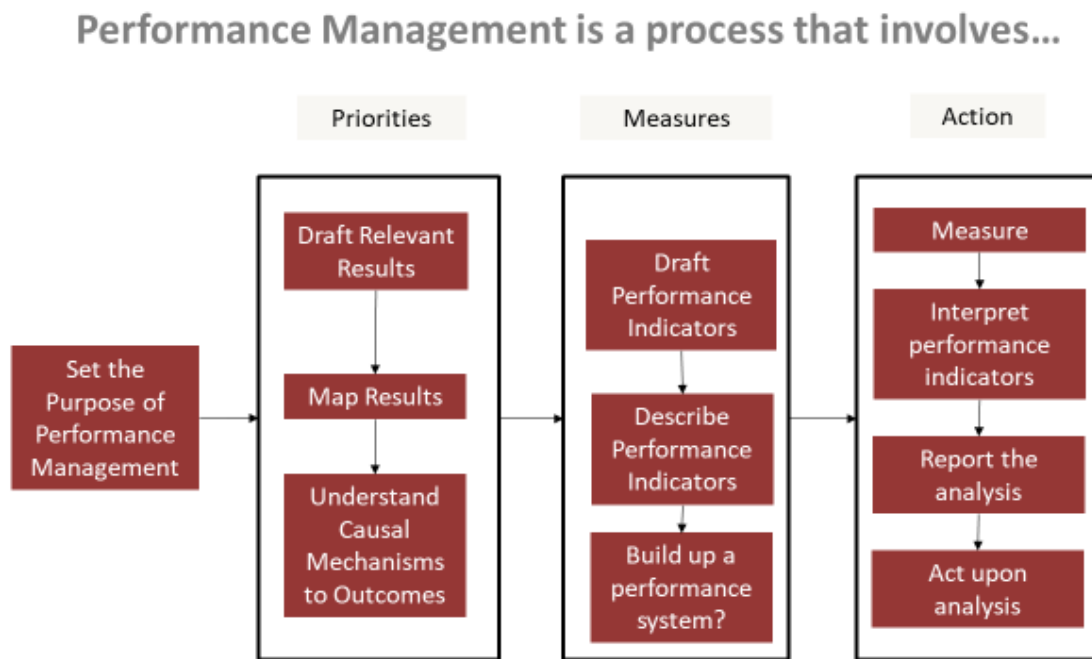 Performance Management is a process that involves…
Priorities
Measures
Action
Set the
Purpose of
Performance
Management
Draft Relevant
Results
Map Results
Understand
Causal
Mechanisms
to Outcomes
Draft
Performance
Indicators
Describe
Performance
Indicators
Build up a
performance
system?
Measure
Interpret
performance
indicators
Report the
analysis
Act upon
analysis